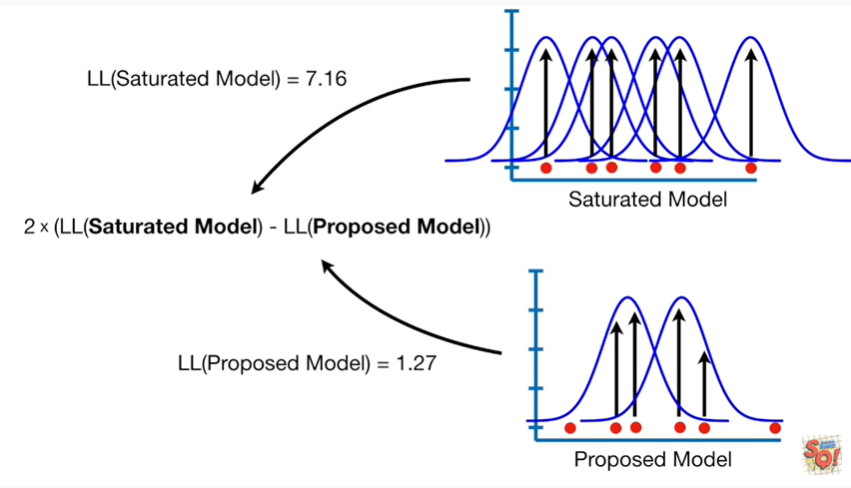 LL(Saturated Model) = 7.16
Saturated Model
2 x (LL(Saturated Model) - LL(Proposed Model))
LL(Proposed Model) = 1.27
Proposed Model
SQ!